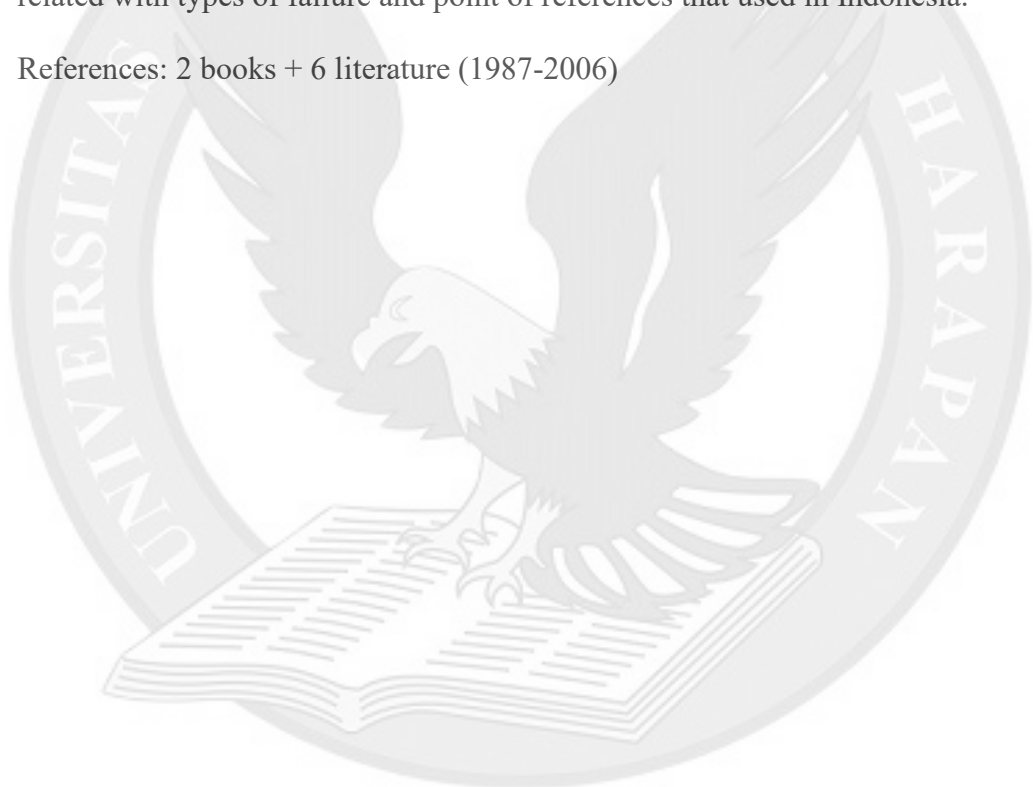 related with types of failure and point of references that used in Indonesia.
References: 2 books + 6 literature (1987-2006)
UNIVERSITAS
HARAPAN